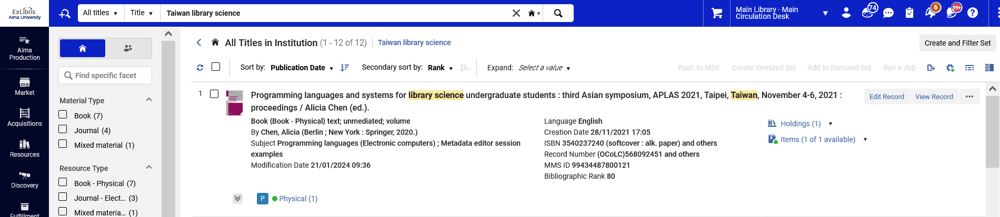 ExLibris
Alma University
All titles
Title
Taiwan library science
Main Library - Main
Circulation Desk
74
6
99+
Alma
Production
Market
Acquisitions
Resources
Discovery
Fulfillment
Find specific facet
Material Type
Book (7)
Journal (4)
Mixed material (1)
Resource Type
Book - Physical (7)
Journal - Elect... (3)
Mixed materia... (1)
All Titles in Institution (1 - 12 of 12)
Taiwan library science
Create and Filter Set
Sort by: Publication Date
Secondary sort by: Rank
Expand: Select a value
Push to MDE
Create Itemized Set
Add to Itemized Set
Run a Job
1
Programming languages and systems for library science undergraduate students : third Asian symposium, APLAS 2021, Taipei, Taiwan, November 4-6, 2021 :
proceedings / Alicia Chen (ed.).
Edit Record
View Record
Book {Book - Physical} text; unmediated; volume
By Chen, Alicia (Berlin ; New York : Springer, 2020.)
Subject Programming languages (Electronic computers) ; Metadata editor session
examples
Modification Date 21/01/2024 09:36
Language English
Creation Date 28/11/2021 17:05
ISBN 3540237240 (softcover : alk. paper) and others
Record Number (OCoLC)568092451 and others
MMS ID 99434487800121
Bibliographic Rank 80
Holdings (1)
Items (1 of 1 available)
P
Physical (1)